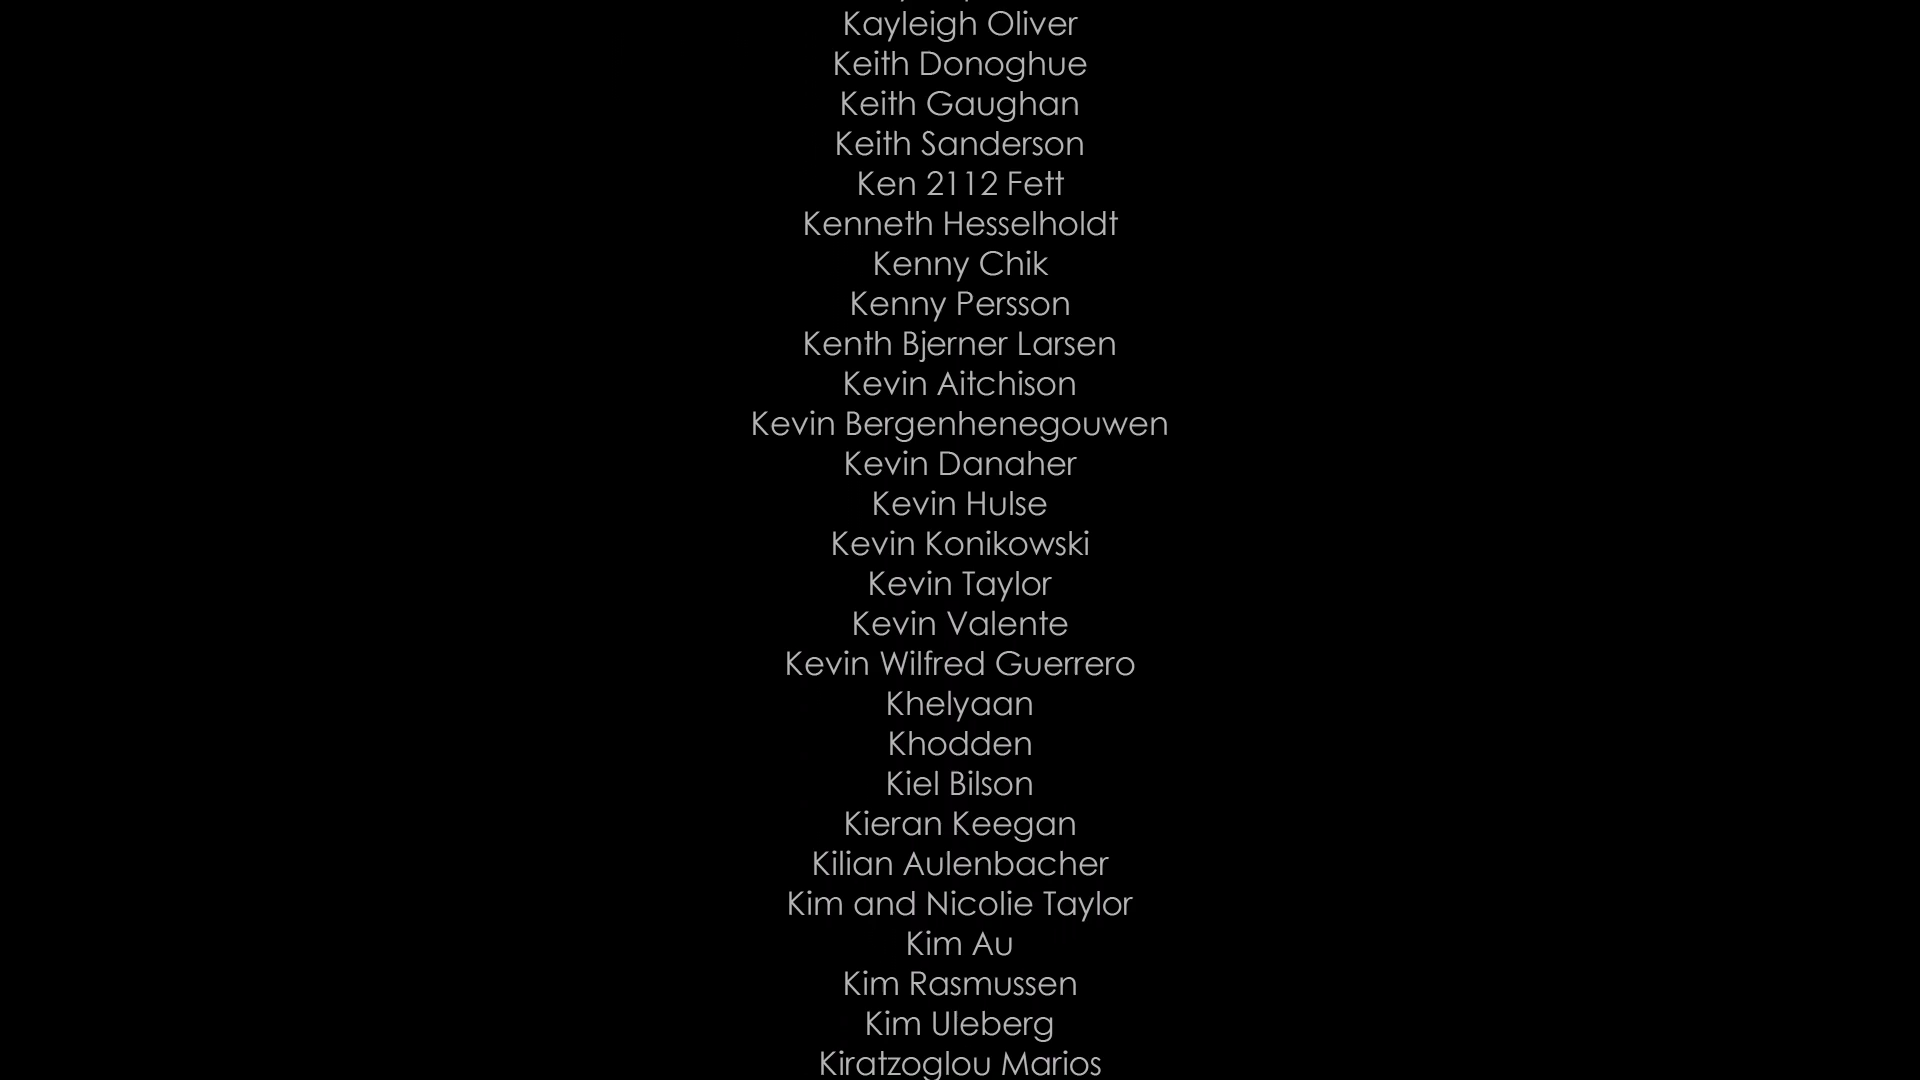 Kayleigh Oliver
Keith Donoghue
Keith Gaughan
Keith Sanderson
Ken 2112 Fett
Kenneth Hesselholdt
Kenny Chik
Kenny Persson
Kenth Bjerner Larsen
Kevin Aitchison
Kevin Bergenhenegouwen
Kevin Danaher
Kevin Hulse
Kevin Konikowski
Kevin Taylor
Kevin Valente
Kevin Wilfred Guerrero
Khelyaan
Khodden
Kiel Bilson
Kieran Keegan
Kilian Aulenbacher
Kim and Nicolie Taylor
Kim Au
Kim Rasmussen
Kim Uleberg
Kiratzoglou Marios